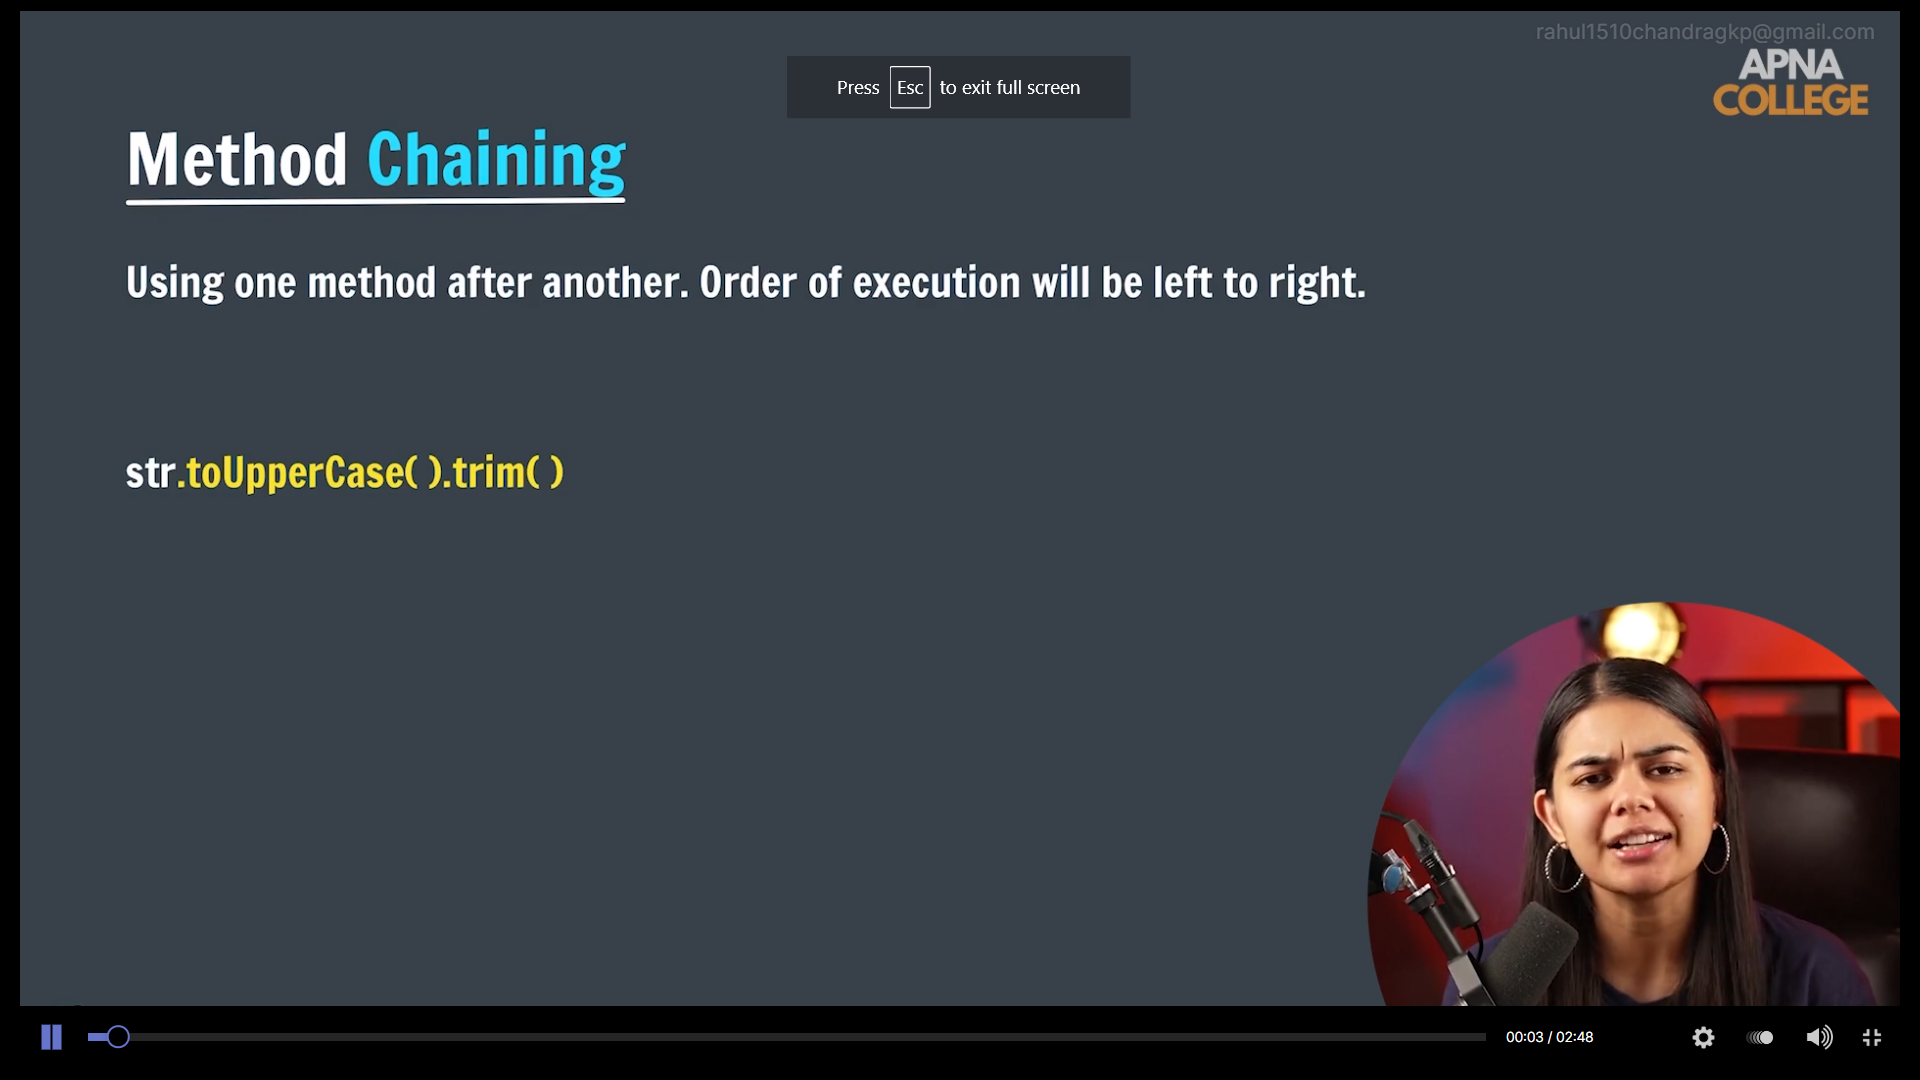 rahul1510chandragkp@gmail.com
APNA
COLLEGE
Press Esc to exit full screen
Method Chaining
Using one method after another. Order of execution will be left to right.
str.toUpperCase( ).trim( )
00:03 / 02:48